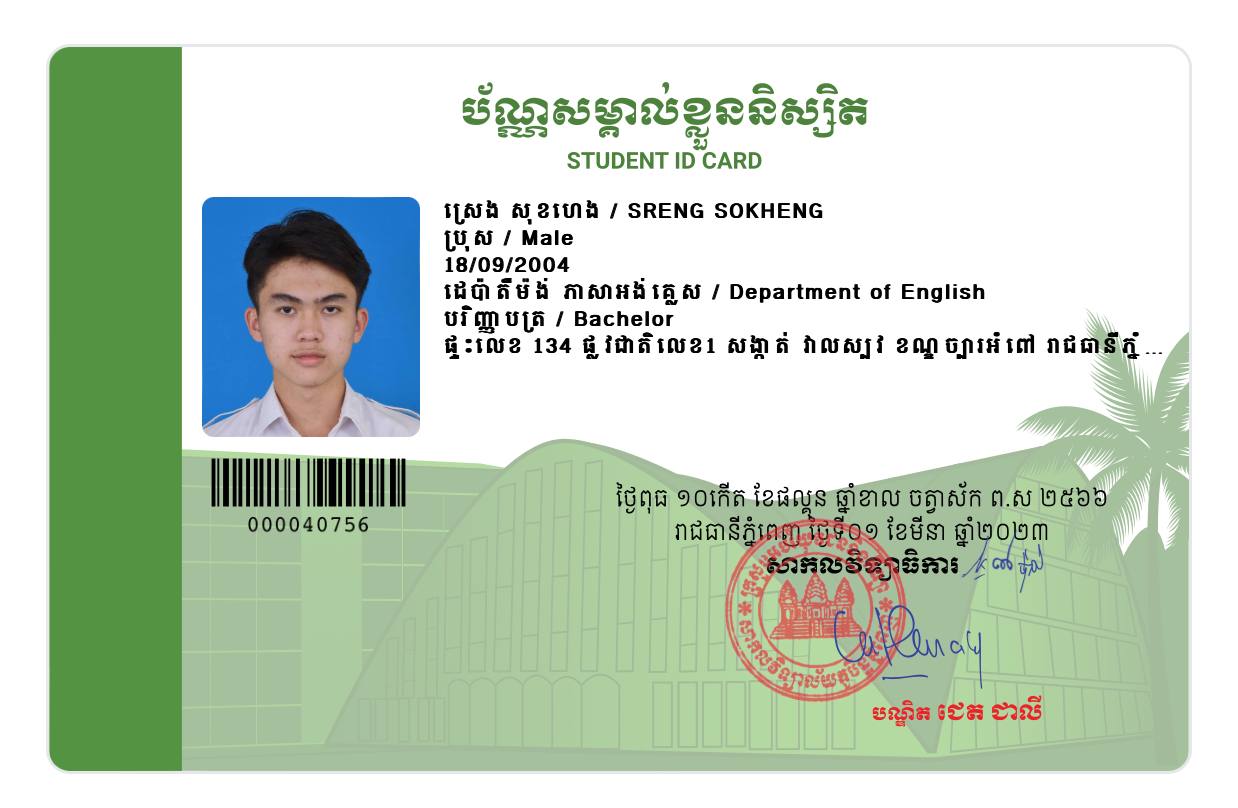 ប័ណ្ណសម្គាល់ខ្លួននិស្សិត
STUDENT ID CARD
ស្រេង សុខហេង / SRENG SOKHENG
ប្រុស / Male
18/09/2004
ដេប៉ាតឺម៉ង់ ភាសាអង់គ្លេស / Department of English
បរិញ្ញាបត្រ / Bachelor
ផ្ទះលេខ 134 ផ្លូវជាតិលេខ1 សង្កាត់ វាលស្បូវ ខណ្ឌច្បារអំពៅ រាជធានីភ្នំ...
000040756
ថ្ងៃពុធ ១០កើត ខែផល្គុន ឆ្នាំខាល ចត្វាស័ក ព.ស ២៥៦៦
រាជធានីភ្នំពេញ ថ្ងៃទី០១ ខែមីនា ឆ្នាំ២០២៣
សាកលវិទ្យាធិការ
បណ្ឌិត ជេត ជាលី